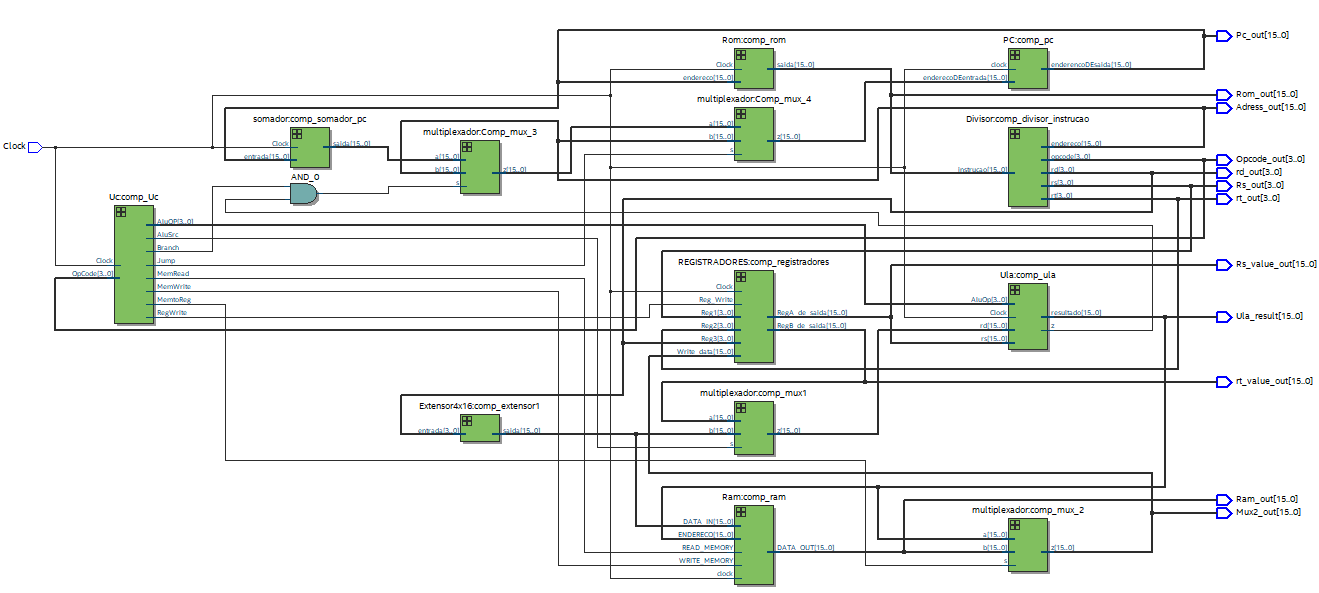 Pc_out[15..0]
Rom:comp_rom
Clock
endereco[15..0]
saida[15..0]
PC:comp_pc
clock
enderecoDEentrada[15..0]
enderencoDEsaida[15..0]
Rom_out[15..0]
Adress_out[15..0]
multiplexador:Comp_mux_4
a[15..0]
b[15..0]
s
z[15..0]
somador:comp_somador_pc
Clock
entrada[15..0]
saida[15..0]
multiplexador:Comp_mux_3
a[15..0]
b[15..0]
s
z[15..0]
Divisor:comp_divisor_instrucao
Instrucao[15..0]
endereco[15..0]
opcode[3..0]
rd[3..0]
rs[3..0]
rt[3..0]
Clock
Opcode_out[3..0]
rd_out[3..0]
Rs_out[3..0]
rt_out[3..0]
AND_0
Uc:comp_Uc
Clock
OpCode[3..0]
AluOP[3..0]
AluSrc
Branch
Jump
MemRead
MemWrite
MemtoReg
RegWrite
REGISTRADORES:comp_registradores
Clock
Reg_Write
Reg1[3..0]
Reg2[3..0]
Reg3[3..0]
Write_data[15..0]
RegA_de_saida[15..0]
RegB_de_saida[15..0]
Rs_value_out[15..0]
Ula:comp_ula
AluOp[3..0]
Clock
rd[15..0]
rs[15..0]
resultado[15..0]
z
Ula_result[15..0]
rt_value_out[15..0]
multiplexador:comp_mux1
a[15..0]
b[15..0]
s
z[15..0]
Extensor4x16:comp_extensor1
entrada[3..0]
saida[15..0]
Ram:comp_ram
DATA_IN[15..0]
ENDERECO[15..0]
READ_MEMORY
WRITE_MEMORY
clock
DATA_OUT[15..0]
multiplexador:comp_mux_2
a[15..0]
b[15..0]
s
z[15..0]
Ram_out[15..0]
Mux2_out[15..0]